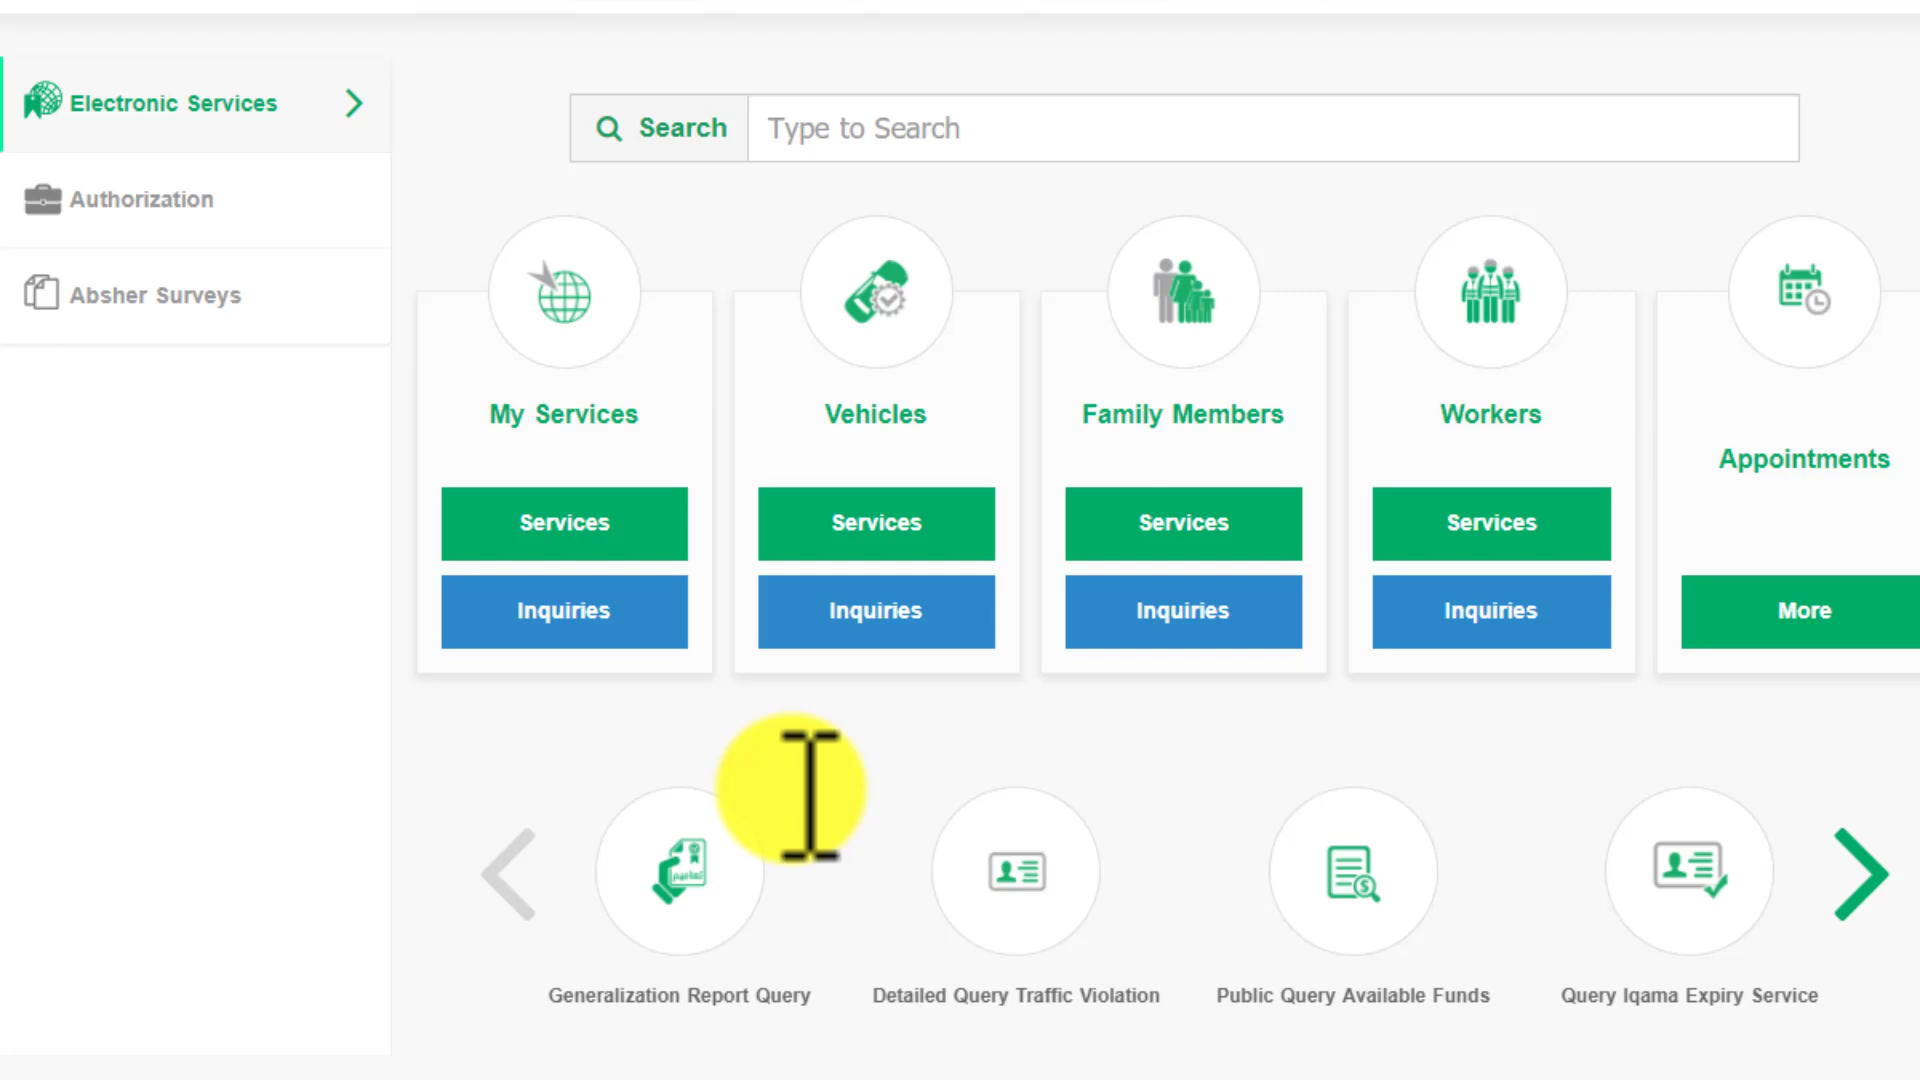 Electronic Services
Authorization
Absher Surveys
Search
Type to Search
My Services
Vehicles
Family Members
Workers
Appointments
Services
Services
Services
Services
Inquiries
Inquiries
Inquiries
Inquiries
More
تعاميم
Generalization Report Query
Detailed Query Traffic Violation
Public Query Available Funds
Query Iqama Expiry Service